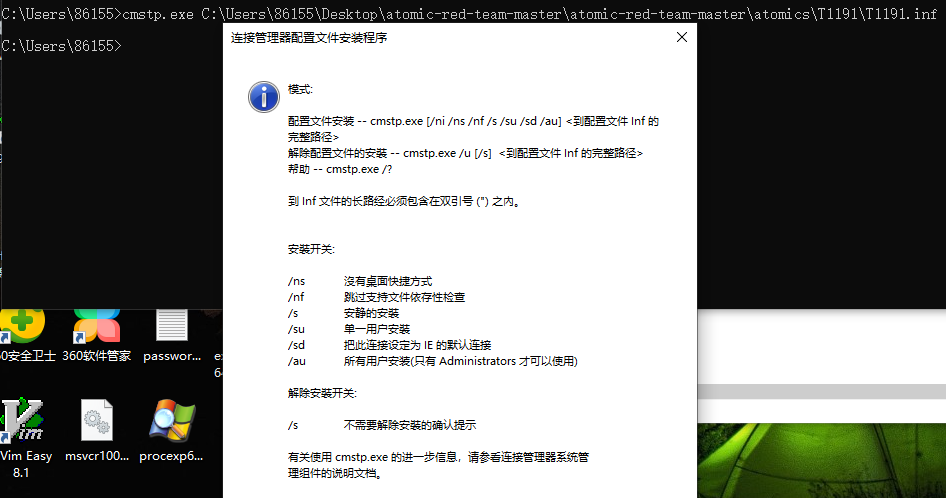 C:\Users\86155>cmstp.exe C:\Users\86155\Desktop\atomic-red-team-master\atomic-red-team-master\atomics\T1191\T1191.inf
C:\Users\86155>
连接管理器配置文件安装程序
模式:
配置文件安装 -- cmstp.exe [/ni /ns /nf /s /su /sd /au] <到配置文件 Inf 的
完整路径>
解除配置文件的安装 -- cmstp.exe /u [/s] <到配置文件 Inf 的完整路径>
帮助 -- cmstp.exe /?
到 Inf 文件的长路经必须包含在双引号 (") 之内。
安装开关:
/ns 沒有桌面快捷方式
/nf 跳过支持文件依存性检查
/s 安静的安装
/su 单一用户安装
/sd 把此连接设定为 IE 的默认连接
/au 所有用户安装(只有 Administrators 才可以使用)
解除安装开关:
/s 不需要解除安装的确认提示
有关使用 cmstp.exe 的进一步信息，请参看连接管理器系统管
理组件的说明文档。
0安全卫士
360软件管家
passwor...
Vim Easy
8.1
msvcr100...
procexp6...